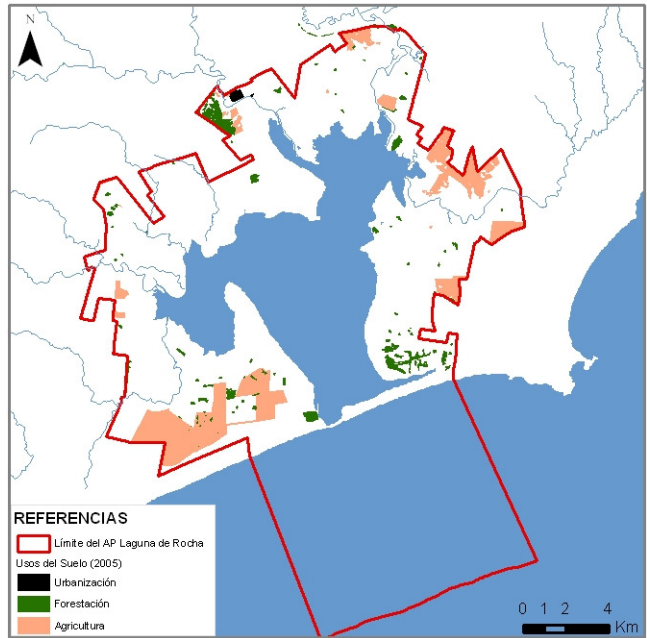 N
REFERENCIAS
Límite del AP Laguna de Rocha
Usos del Suelo (2005)
Urbanización
Forestación
Agricultura
0 1 2 4
Km